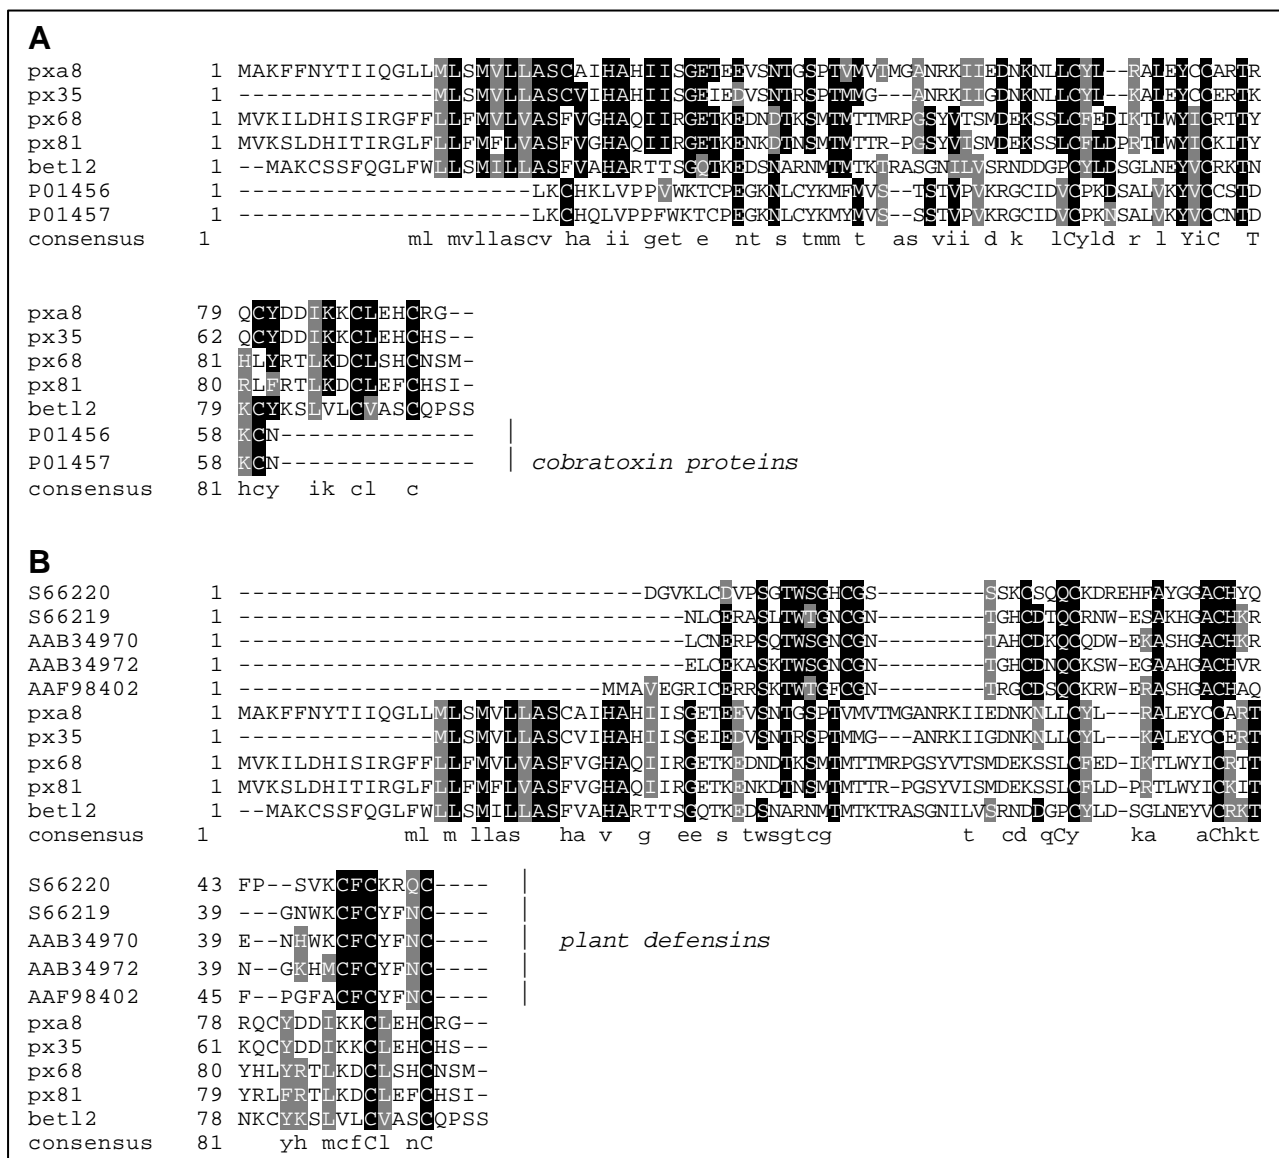 A
pxa8 1 MAKFFNYTIIQGLLMLSMVLLASCAIHAHIISGETEEVSNTGSPTVMVTMGANRKIIEDNKNLLCYL--RALEYCCARTR
px35 1 --------------MLSMVLLASCVIHAHIISGEIEDVSNTRSPTMMG---ANRKIIGDNKNLLCYL--KALEYCCERTK
px68 1 MVKILDHISIRGFFLLFMVLVASFVGHAQIIRGETKEDNDTKSMTMTTMRPGSYVTSMDEKSSLCFEDIKTLWYICRTTY
px81 1 MVKSLDHITIRGLFLLFMFLVASFVGHAQIIRGETKENKDTNSMTMTTR-PGSYVISMDEKSSLCFLDPRTLWYICKITY
betl2 1 --MAKCSSFQGLFWLLSMILLASFVAHARTTSGQTKEDSNARNMTMTKTRASGNILVSRNDDGPCYLDSGLNEYVCRKTN
P01456 1 ---------------------LKCHKLVPPVWKTCPEGKNLCYKMFMVS--TSTVPVKRGCIDVCPKDSALVKYVCCSTD
P01457 1 ---------------------LKCHQLVPPFWKTCPEGKNLCYKMYMVS--SSTVPVKRGCIDVCPKNSALVKYVCCNTD
consensus 1 ml mvllascv ha ii get e nt s tmm t as vii d k lCyld r l YiC T
pxa8 79 QCYDDIKKCLEHCRG--
px35 62 QCYDDIKKCLEHCHS--
px68 81 HLYRTLKDCLSHCNSM-
px81 80 RLFRTLKDCLEFCHSI-
betl2 79 KCYKSLVLCVASCQPSS
P01456 58 KCN-------------- |
P01457 58 KCN-------------- | cobratoxin proteins
consensus 81 hcy ik cl c
B
S66220 1 -----------------------------DGVKLCDVPSGTWSGHCGS--------SSKCSQQCKDREHFAYGGACHYQ
S66219 1 --------------------------------NLCERASLTWTGNCGN--------TGHCDTQCRNW-ESAKHGACHKR
AAB34970 1 --------------------------------LCNERPSQTWSGNCGN--------TAHCDKQCQDW-EKASHGACHKR
AAB34972 1 --------------------------------ELCEKASKTWSGNCGN--------TGHCDNQCKSW-EGAAHGACHVR
AAF98402 1 --------------------------MMAVEGRICERRSKTWTGFCGN--------TRGCDSQCKRW-ERASHGACHAQ
pxa8 1 MAKFFNYTIIQGLLMLSMVLLASCAIHAHIISGETEEVSNTGSPTVMVTMGANRKIIEDNKNLLCYL---RALEYCCART
px35 1 --------------MLSMVLLASCVIHAHIISGEIEDVSNTRSPTMMG---ANRKIIGDNKNLLCYL---KALEYCCERT
px68 1 MVKILDHISIRGFFLLFMVLVASFVGHAQIIRGETKEDNDTKSMTMTTMRPGSYVTSMDEKSSLCFED-IKTLWYICRTT
px81 1 MVKSLDHITIRGLFLLFMFLVASFVGHAQIIRGETKENKDTNSMTMTTR-PGSYVISMDEKSSLCFLD-PRTLWYICKIT
betl2 1 --MAKCSSFQGLFWLLSMILLASFVAHARTTSGQTKEDSNARNMTMTKTRASGNILVSRNDDGPCYLD-SGLNEYVCRKT
consensus 1 ml m llas ha v g ee s twsgtcg t cd qCy ka aChkt
S66220 43 FP--SVKCFCKRQC---- |
S66219 39 ---GNWKCFCYFNC---- |
AAB34970 39 E--NHWKCFCYFNC---- | plant defensins
AAB34972 39 N--GKHMCFCYFNC---- |
AAF98402 45 F--PGFACFCYFNC---- |
pxa8 78 RQCYDDIKKCLEHCRG--
px35 61 KQCYDDIKKCLEHCHS--
px68 80 YHLYRTLKDCLSHCNSM-
px81 79 YRLFRTLKDCLEFCHSI-
betl2 78 NKCYKSLVLCVASCQPSS
consensus 81 yh mcfCl nC